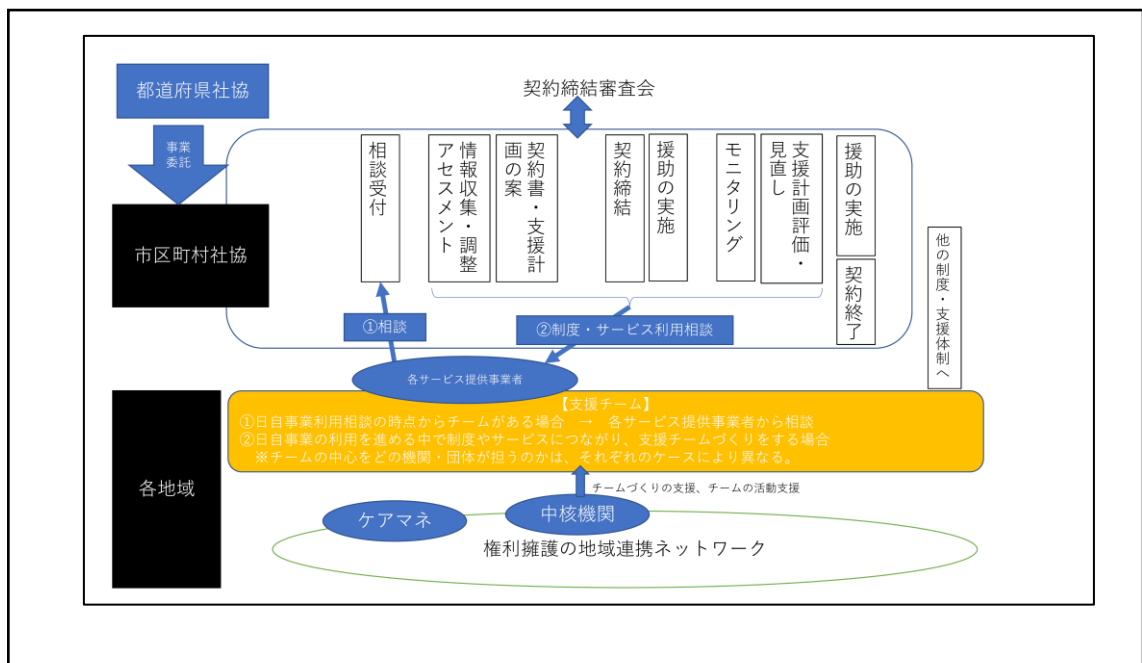 都道府県社協
契約締結審査会
事業
委託
市区町村社協
相談受付
情報収集・調整
アセスメント
契約書・支援計
画の案
契約締結
援助の実施
モニタリング
支援計画評価・
見直し
援助の実施
契約終了
他の制度・支援体制へ
①相談
②制度・サービス利用相談
各サービス提供事業者
【支援チーム】
①日自事業利用相談の時点からチームがある場合　→　各サービス提供事業者から相談
②日自事業の利用を進める中で制度やサービスにつながり、支援チームづくりをする場合
※チームの中心をどの機関・団体が担うのかは、それぞれのケースにより異なる。
各地域
チームづくりの支援、チームの活動支援
ケアマネ
中核機関
権利擁護の地域連携ネットワーク